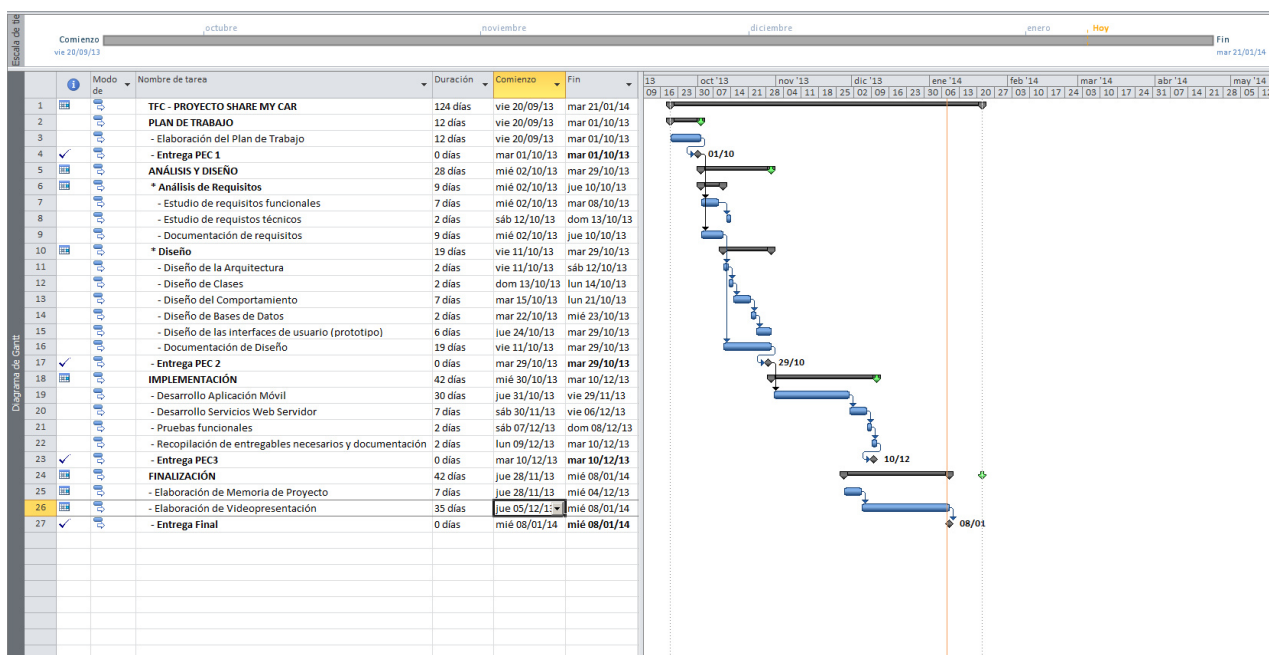 Escala de tie
octubre noviembre diciembre enero Hoy
Comienzo Fin
vie 20/09/13 mar 21/01/14
Diagrama de Gantt
Modo de Nombre de tarea Duración Comienzo Fin
13 oct '13 nov '13 dic '13 ene '14 feb '14 mar '14 abr '14 may '14
09 16 23 30 07 14 21 28 04 11 18 25 02 09 16 23 30 06 13 20 27 03 10 17 24 03 10 17 24 31 07 14 21 28 05 12
1 TFC - PROYECTO SHARE MY CAR 124 días vie 20/09/13 mar 21/01/14
2 PLAN DE TRABAJO 12 días vie 20/09/13 mar 01/10/13
3 - Elaboración del Plan de Trabajo 12 días vie 20/09/13 mar 01/10/13
4 - Entrega PEC 1 0 días mar 01/10/13 mar 01/10/13 01/10
5 ANÁLISIS Y DISEÑO 28 días mié 02/10/13 mar 29/10/13
6 * Análisis de Requisitos 9 días mié 02/10/13 jue 10/10/13
7 - Estudio de requisitos funcionales 7 días mié 02/10/13 mar 08/10/13
8 - Estudio de requistos técnicos 2 días sáb 12/10/13 dom 13/10/13
9 - Documentación de requisitos 9 días mié 02/10/13 jue 10/10/13
10 * Diseño 19 días vie 11/10/13 mar 29/10/13
11 - Diseño de la Arquitectura 2 días vie 11/10/13 sáb 12/10/13
12 - Diseño de Clases 2 días dom 13/10/13 lun 14/10/13
13 - Diseño del Comportamiento 7 días mar 15/10/13 lun 21/10/13
14 - Diseño de Bases de Datos 2 días mar 22/10/13 mié 23/10/13
15 - Diseño de las interfaces de usuario (prototipo) 6 días jue 24/10/13 mar 29/10/13
16 - Documentación de Diseño 19 días vie 11/10/13 mar 29/10/13
17 - Entrega PEC 2 0 días mar 29/10/13 mar 29/10/13 29/10
18 IMPLEMENTACIÓN 42 días mié 30/10/13 mar 10/12/13
19 - Desarrollo Aplicación Móvil 30 días jue 31/10/13 vie 29/11/13
20 - Desarrollo Servicios Web Servidor 7 días sáb 30/11/13 vie 06/12/13
21 - Pruebas funcionales 2 días sáb 07/12/13 dom 08/12/13
22 - Recopilación de entregables necesarios y documentación 2 días lun 09/12/13 mar 10/12/13
23 - Entrega PEC3 0 días mar 10/12/13 mar 10/12/13 10/12
24 FINALIZACIÓN 42 días jue 28/11/13 mié 08/01/14
25 - Elaboración de Memoria de Proyecto 7 días jue 28/11/13 mié 04/12/13
26 - Elaboración de Videopresentación 35 días jue 05/12/1 mié 08/01/14
27 - Entrega Final 0 días mié 08/01/14 mié 08/01/14 08/01